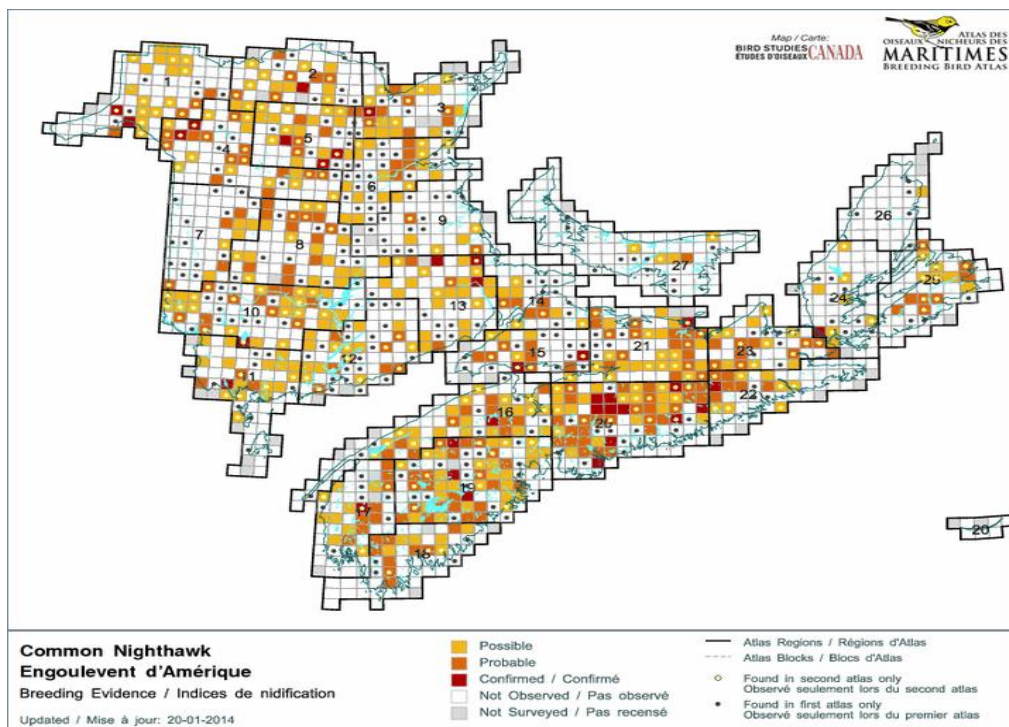 Map / Carte:
BIRD STUDIES
ÉTUDES D'OISEAUX CANADA
ATLAS DES
OISEAUX NICHEURS DES
MARITIMES
BREEDING BIRD ATLAS
1
2
3
5
4
6
9
7
8
26
27
25
24
10
13
14
12
15
21
23
11
22
16
20
19
17
18
20
Common Nighthawk
Engoulevent d'Amérique
Breeding Evidence / Indices de nidification
Updated / Mise à jour: 20-01-2014
Possible
Probable
Confirmed / Confirmé
Not Observed / Pas observé
Not Surveyed / Pas recensé
Atlas Regions / Régions d'Atlas
Atlas Blocks / Blocs d'Atlas
Found in second atlas only
Observé seulement lors du second atlas
Found in first atlas only
Observé seulement lors du premier atlas